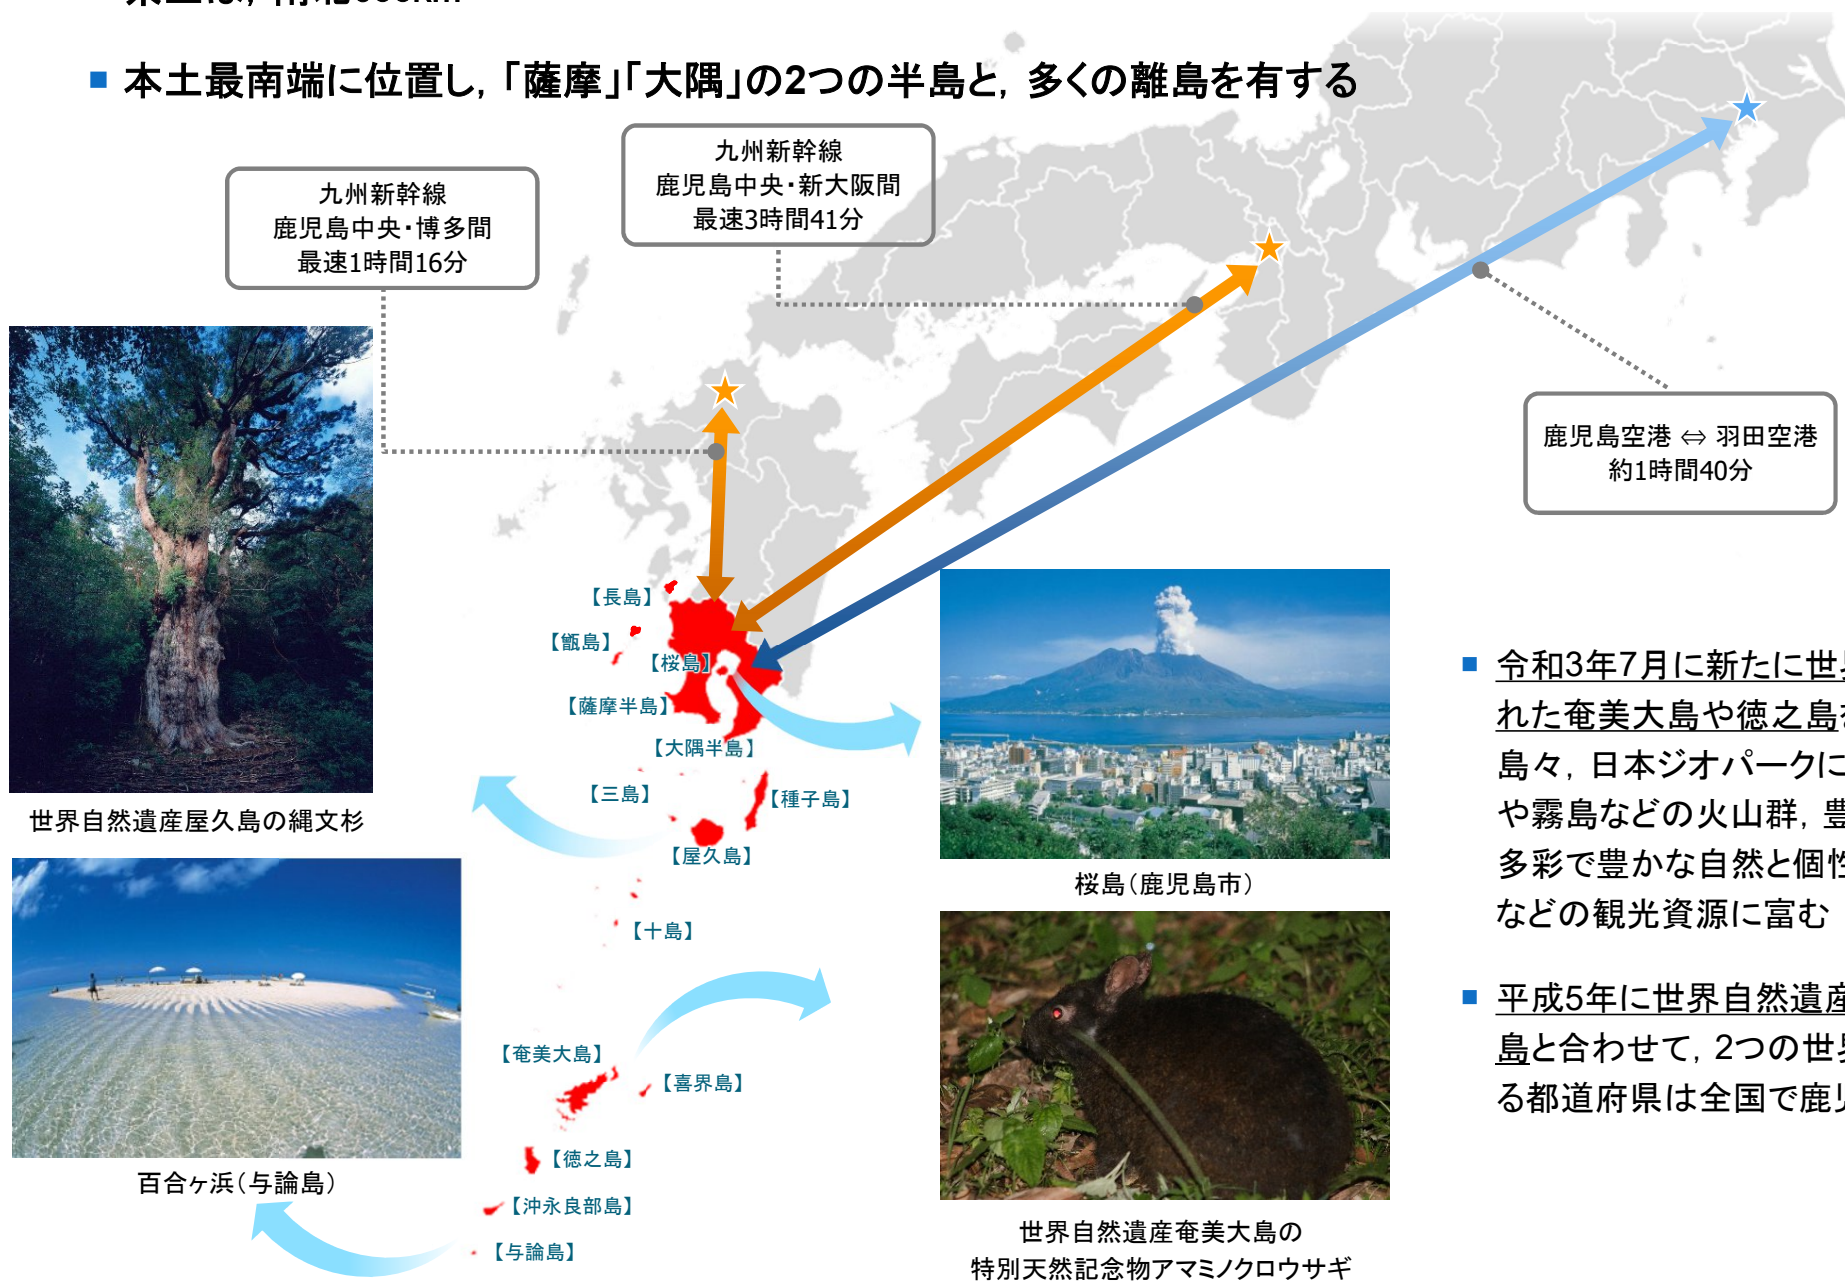 本土最南端に位置し，「薩摩」「大隅」の2つの半島と，多くの離島を有する
九州新幹線
鹿児島中央・博多間
最速1時間16分
九州新幹線
鹿児島中央・新大阪間
最速3時間41分
鹿児島空港 ⇔ 羽田空港
約1時間40分
【長島】
【甑島】
【桜島】
【薩摩半島】
【大隅半島】
【三島】
【種子島】
【屋久島】
【十島】
【奄美大島】
【喜界島】
【徳之島】
【沖永良部島】
【与論島】
世界自然遺産屋久島の縄文杉
百合ヶ浜（与論島）
桜島（鹿児島市）
世界自然遺産奄美大島の
特別天然記念物アマミノクロウサギ
■ 令和3年7月に新たに世
れた奄美大島や徳之島
島々，日本ジオパークに
や霧島などの火山群，豊
多彩で豊かな自然と個性
などの観光資源に富む
■ 平成5年に世界自然遺産
島と合わせて，2つの世
る都道府県は全国で鹿